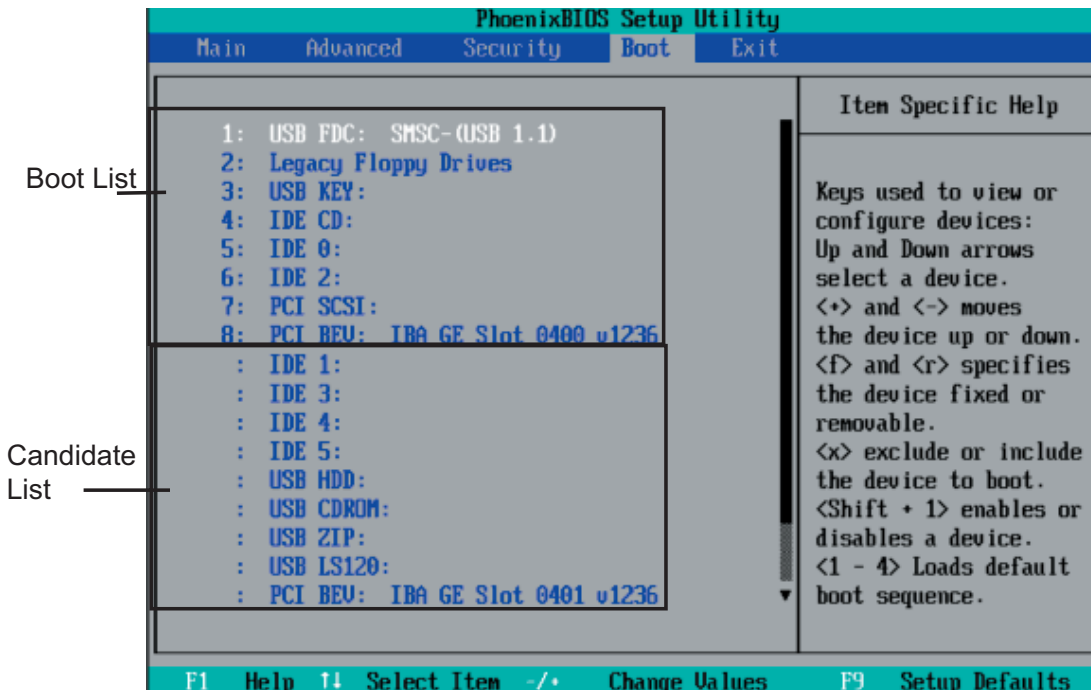 PhoenixBIOS Setup Utility
Main Advanced Security Boot Exit
Boot List
1: USB FDC: SMSC-(USB 1.1)
2: Legacy Floppy Drives
3: USB KEY:
4: IDE CD:
5: IDE 0:
6: IDE 2:
7: PCI SCSI:
8: PCI BEV: IBA GE Slot 0400 v1236
Candidate List
: IDE 1:
: IDE 3:
: IDE 4:
: IDE 5:
: USB HDD:
: USB CDROM:
: USB ZIP:
: USB LS120:
: PCI BEV: IBA GE Slot 0401 v1236
Item Specific Help
Keys used to view or
configure devices:
Up and Down arrows
select a device.
<+> and <-> moves
the device up or down.
<f> and <r> specifies
the device fixed or
removable.
<x> exclude or include
the device to boot.
<Shift + 1> enables or
disables a device.
<1 - 4> Loads default
boot sequence.
F1 Help ↑↓ Select Item -/+ Change Values F9 Setup Defaults